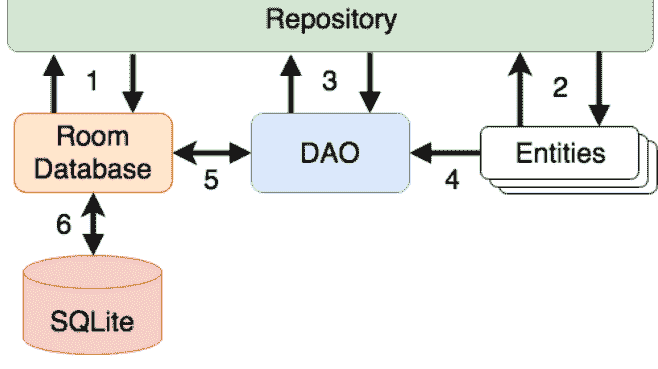 Repository
1
3
2
Room
Database
DAO
Entities
5
4
6
SQLite